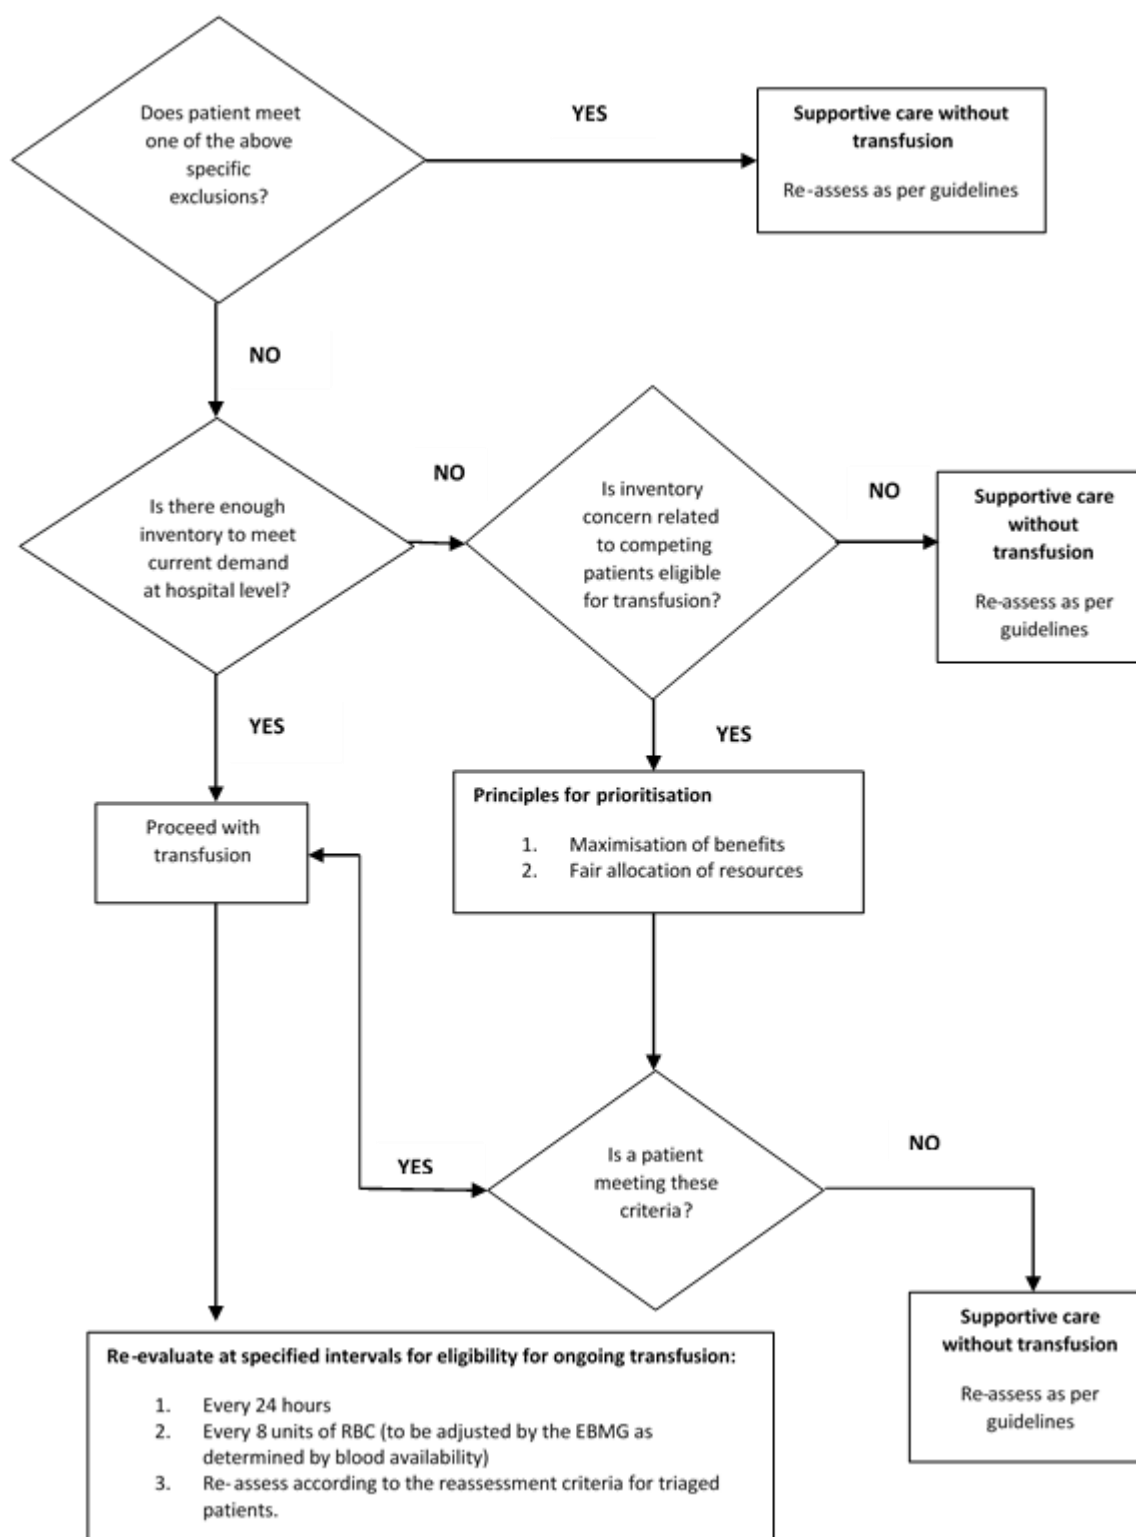 Does patient meet
one of the above
specific
exclusions?
YES
Supportive care without
transfusion
Re-assess as per guidelines
NO
Is there enough
inventory to meet
current demand
at hospital level?
NO
Is inventory
concern related
to competing
patients eligible
for transfusion?
NO
Supportive care
without
transfusion
Re-assess as per
guidelines
YES
YES
Proceed with
transfusion
Principles for prioritisation
1. Maximisation of benefits
2. Fair allocation of resources
Is a patient
meeting these
criteria?
YES
NO
Supportive care
without transfusion
Re-assess as per
guidelines
Re-evaluate at specified intervals for eligibility for ongoing transfusion:
1. Every 24 hours
2. Every 8 units of RBC (to be adjusted by the EBMG as
determined by blood availability)
3. Re-assess according to the reassessment criteria for triaged
patients.